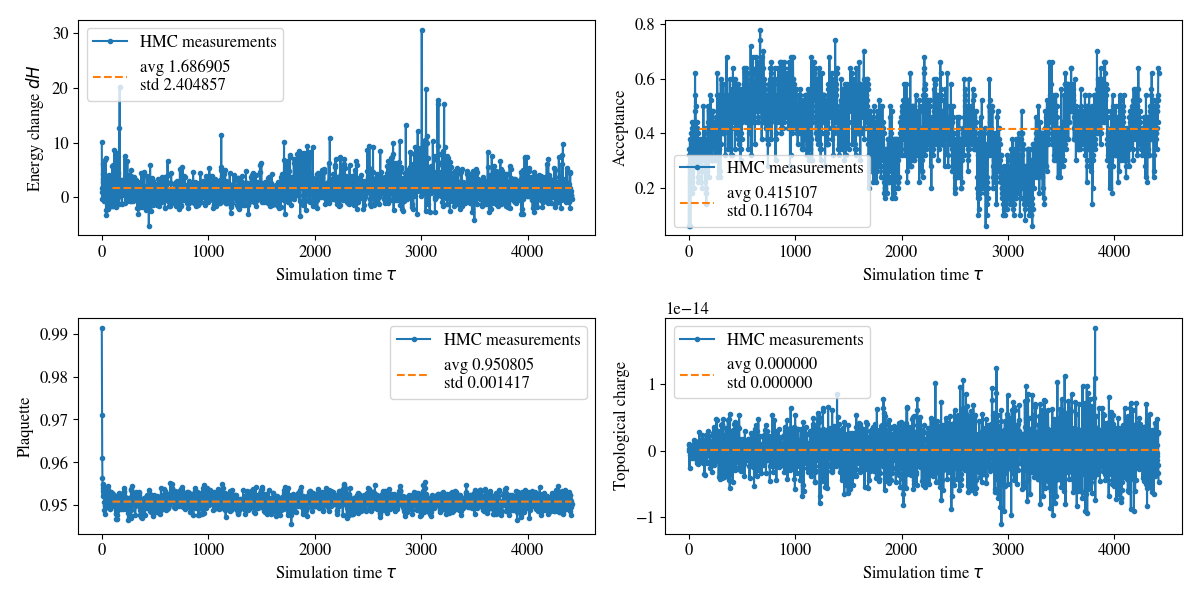 30
20
10
0
Energy change dH
HMC measurements
avg 1.686905
std 2.404857
0
1000
2000
3000
4000
Simulation time τ
0.8
0.6
0.4
0.2
Acceptance
HMC measurements
avg 0.415107
std 0.116704
0
1000
2000
3000
4000
Simulation time τ
0.99
0.98
0.97
0.96
0.95
Plaquette
HMC measurements
avg 0.950805
std 0.001417
0
1000
2000
3000
4000
Simulation time τ
1e−14
1
0
−1
Topological charge
HMC measurements
avg 0.000000
std 0.000000
0
1000
2000
3000
4000
Simulation time τ